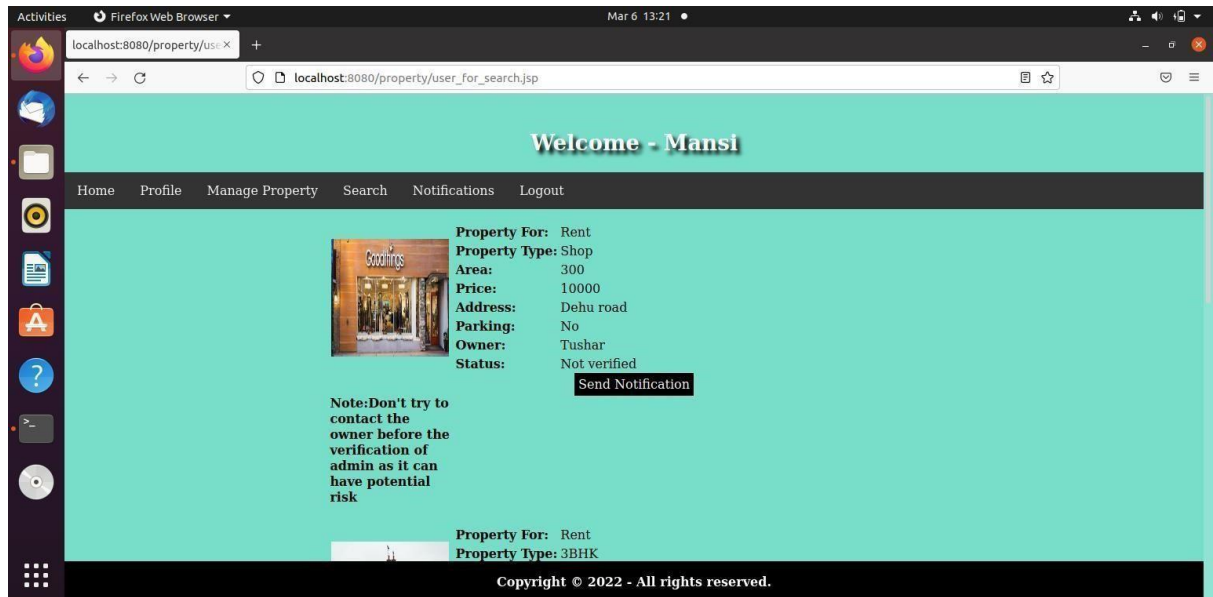 Activities Firefox Web Browser Mar 6 13:21
localhost:8080/property/use
localhost:8080/property/user_for_search.jsp
Welcome - Mansi
Home Profile Manage Property Search Notifications Logout
Goodthings
Property For: Rent
Property Type: Shop
Area: 300
Price: 10000
Address: Dehu road
Parking: No
Owner: Tushar
Status: Not verified
Send Notification
Note:Don't try to
contact the
owner before the
verification of
admin as it can
have potential
risk
Property For: Rent
Property Type: 3BHK
Copyright © 2022 - All rights reserved.